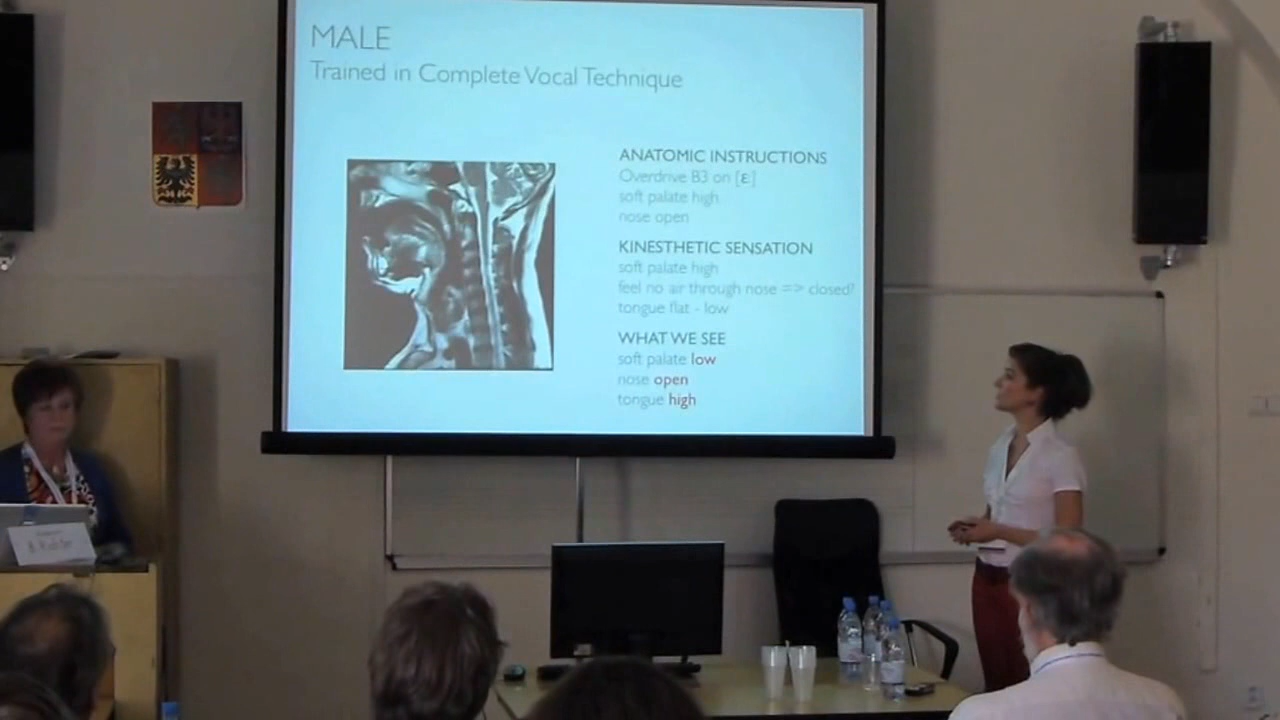 MALE
Trained in Complete Vocal Technique
ANATOMIC INSTRUCTIONS
Overdrive B3 on [ɛ]
soft palate high
nose open
KINESTHETIC SENSATION
soft palate high
feel no air through nose => closed?
tongue flat - low
WHAT WE SEE
soft palate low
nose open
tongue high